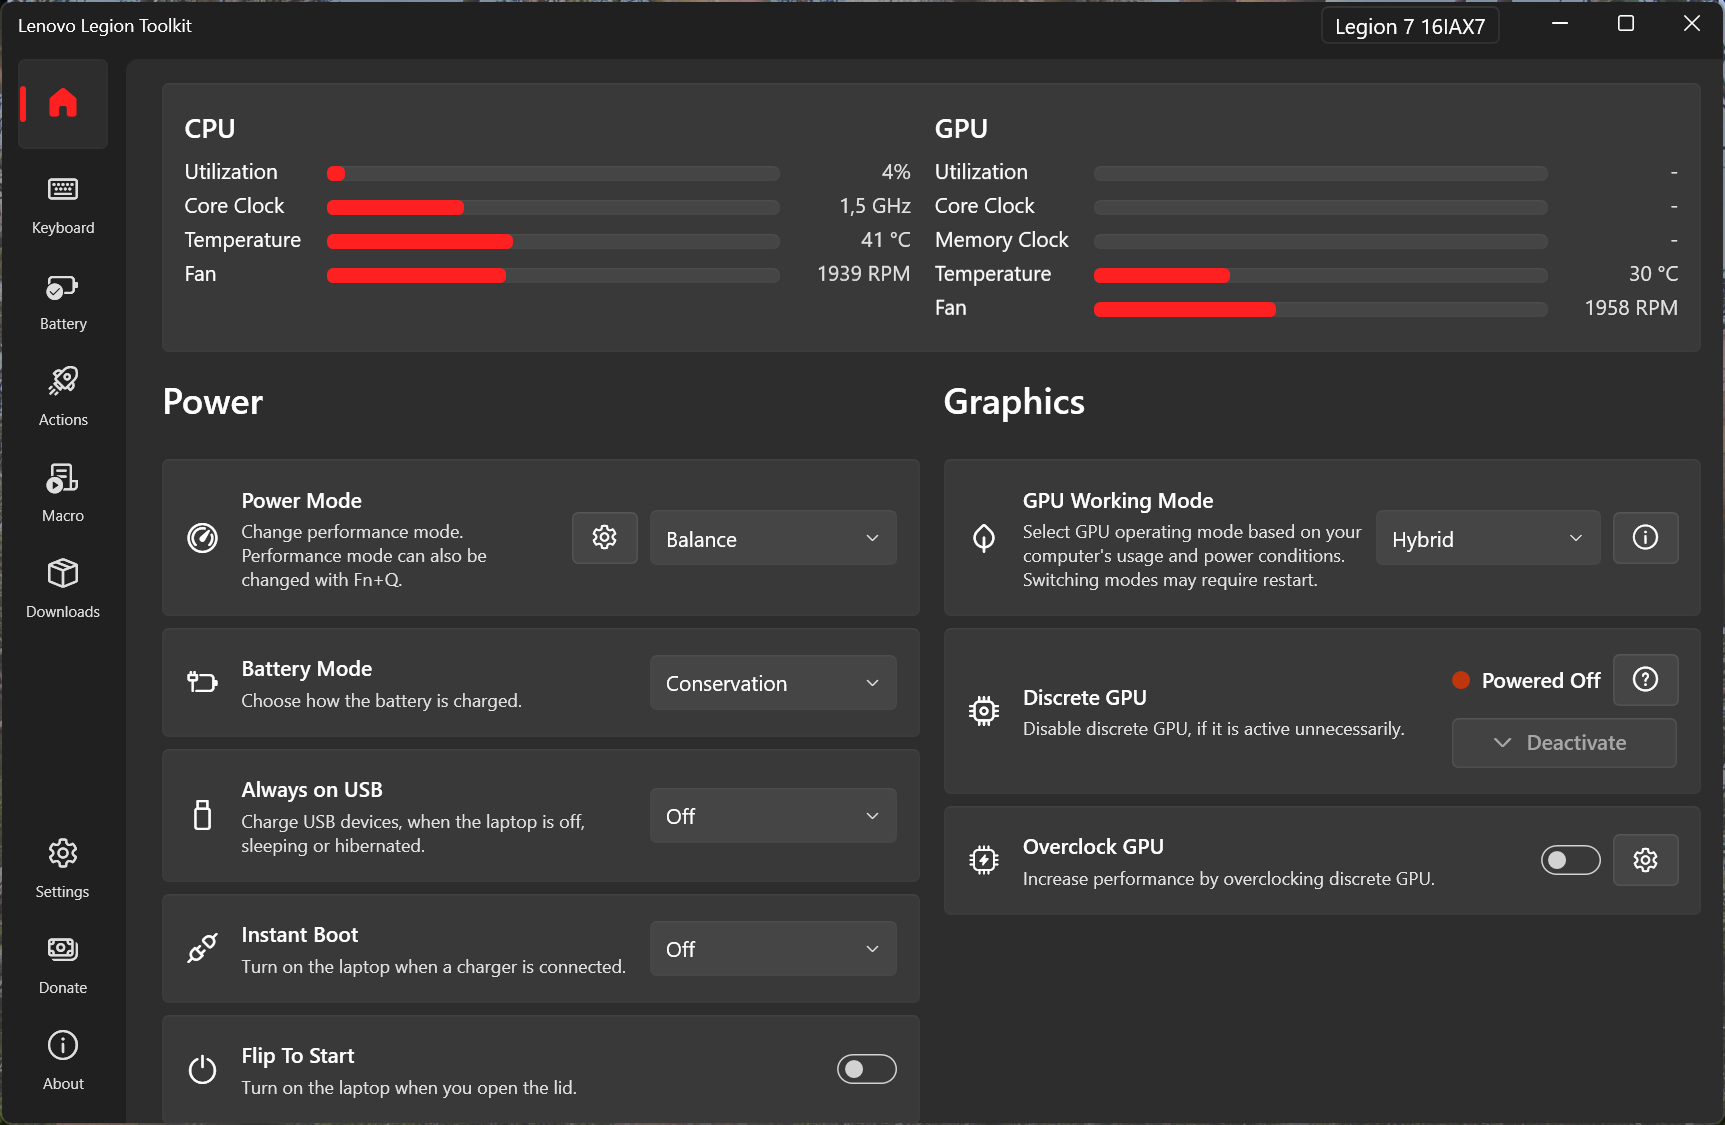 Lenovo Legion Toolkit
Legion 7 16IAX7
Keyboard
Battery
Actions
Macro
Downloads
Settings
Donate
About
CPU
Utilization
4%
Core Clock
1,5 GHz
Temperature
41 °C
Fan
1939 RPM
GPU
Utilization
-
Core Clock
-
Memory Clock
-
Temperature
30 °C
Fan
1958 RPM
Power
Power Mode
Change performance mode.
Performance mode can also be
changed with Fn+Q.
Balance
Battery Mode
Choose how the battery is charged.
Conservation
Always on USB
Charge USB devices, when the laptop is off,
sleeping or hibernated.
Off
Instant Boot
Turn on the laptop when a charger is connected.
Off
Flip To Start
Turn on the laptop when you open the lid.
Graphics
GPU Working Mode
Select GPU operating mode based on your
computer's usage and power conditions.
Switching modes may require restart.
Hybrid
Discrete GPU
Disable discrete GPU, if it is active unnecessarily.
Powered Off
Deactivate
Overclock GPU
Increase performance by overclocking discrete GPU.